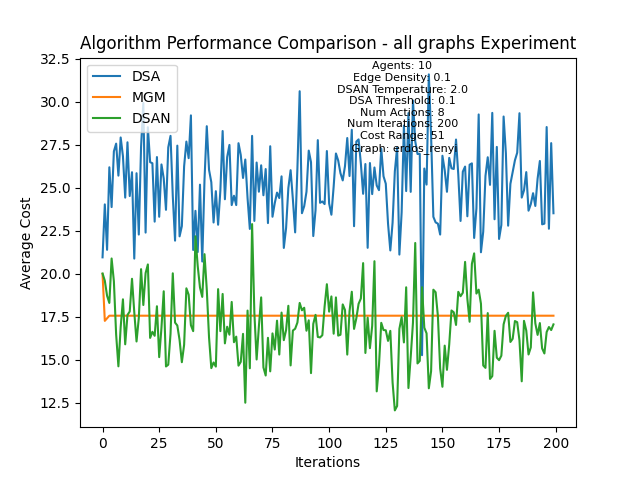 Algorithm Performance Comparison - all graphs Experiment
32.5
30.0
27.5
25.0
22.5
20.0
17.5
15.0
12.5
Average Cost
DSA
MGM
DSAN
Agents: 10
Edge Density: 0.1
DSAN Temperature: 2.0
DSA Threshold: 0.1
Num Actions: 8
Num Iterations: 200
Cost Range: 51
Graph: erdos_renyi
0 25 50 75 100 125 150 175 200
Iterations